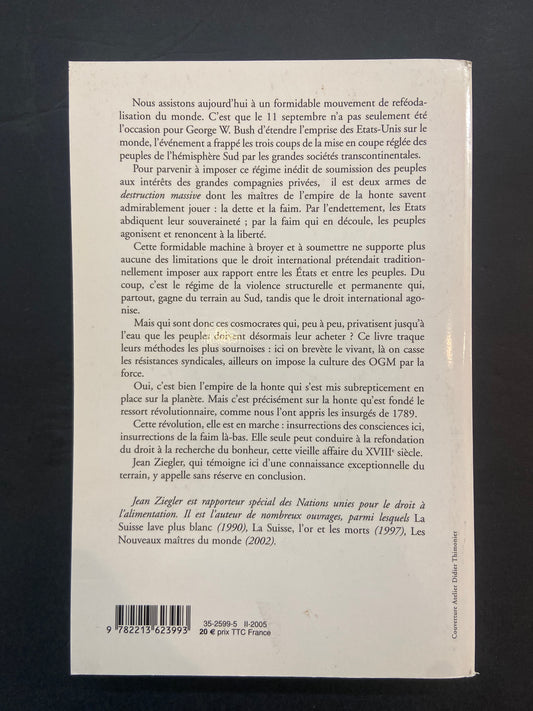 Nous assistons aujourd'hui à un formidable mouvement de reféoda-
lisation du monde. C'est que le 11 septembre n'a pas seulement été
l'occasion pour George W. Bush d'étendre l'emprise des Etats-Unis sur le
monde, l'événement a frappé les trois coups de la mise en coupe réglée des
peuples de l'hémisphère Sud par les grandes sociétés transcontinentales.
Pour parvenir à imposer ce régime inédit de soumission des peuples
aux intérêts des grandes compagnies privées, il est deux armes de
destruction massive dont les maîtres de l'empire de la honte savent
admirablement jouer : la dette et la faim. Par l'endettement, les Etats
abdiquent leur souveraineté ; par la faim qui en découle, les peuples
agonisent et renoncent à la liberté.
Cette formidable machine à broyer et à soumettre ne supporte plus
aucune des limitations que le droit international prétendait tradition-
nellement imposer aux rapport entre les États et entre les peuples. Du
coup, c'est le régime de la violence structurelle et permanente qui,
partout, gagne du terrain au Sud, tandis que le droit international ago-
nise.
Mais qui sont donc ces cosmocrates qui, peu à peu, privatisent jusqu'à
l'eau que les peuples doivent désormais leur acheter ? Ce livre traque
leurs méthodes les plus sournoises : ici on brevète le vivant, là on casse
les résistances syndicales, ailleurs on impose la culture des OGM par la
force.
Oui, c'est bien l'empire de la honte qui s'est mis subrepticement en
place sur la planète. Mais c'est précisément sur la honte qu'est fondé le
ressort révolutionnaire, comme nous l'ont appris les insurgés de 1789.
Cette révolution, elle est en marche : insurrections des consciences ici,
insurrections de la faim là-bas. Elle seule peut conduire à la refondation
du droit à la recherche du bonheur, cette vieille affaire du XVIIIe siècle.
Jean Ziegler, qui témoigne ici d'une connaissance exceptionnelle du
terrain, y appelle sans réserve en conclusion.
Jean Ziegler est rapporteur spécial des Nations unies pour le droit à
l'alimentation. Il est l'auteur de nombreux ouvrages, parmi lesquels La
Suisse lave plus blanc (1990), La Suisse, l'or et les morts (1997), Les
Nouveaux maîtres du monde (2002).
Couverture Atelier Didier Thimonier
35-2599-5 II-2005
9 782213 623993
20 € prix TTC France